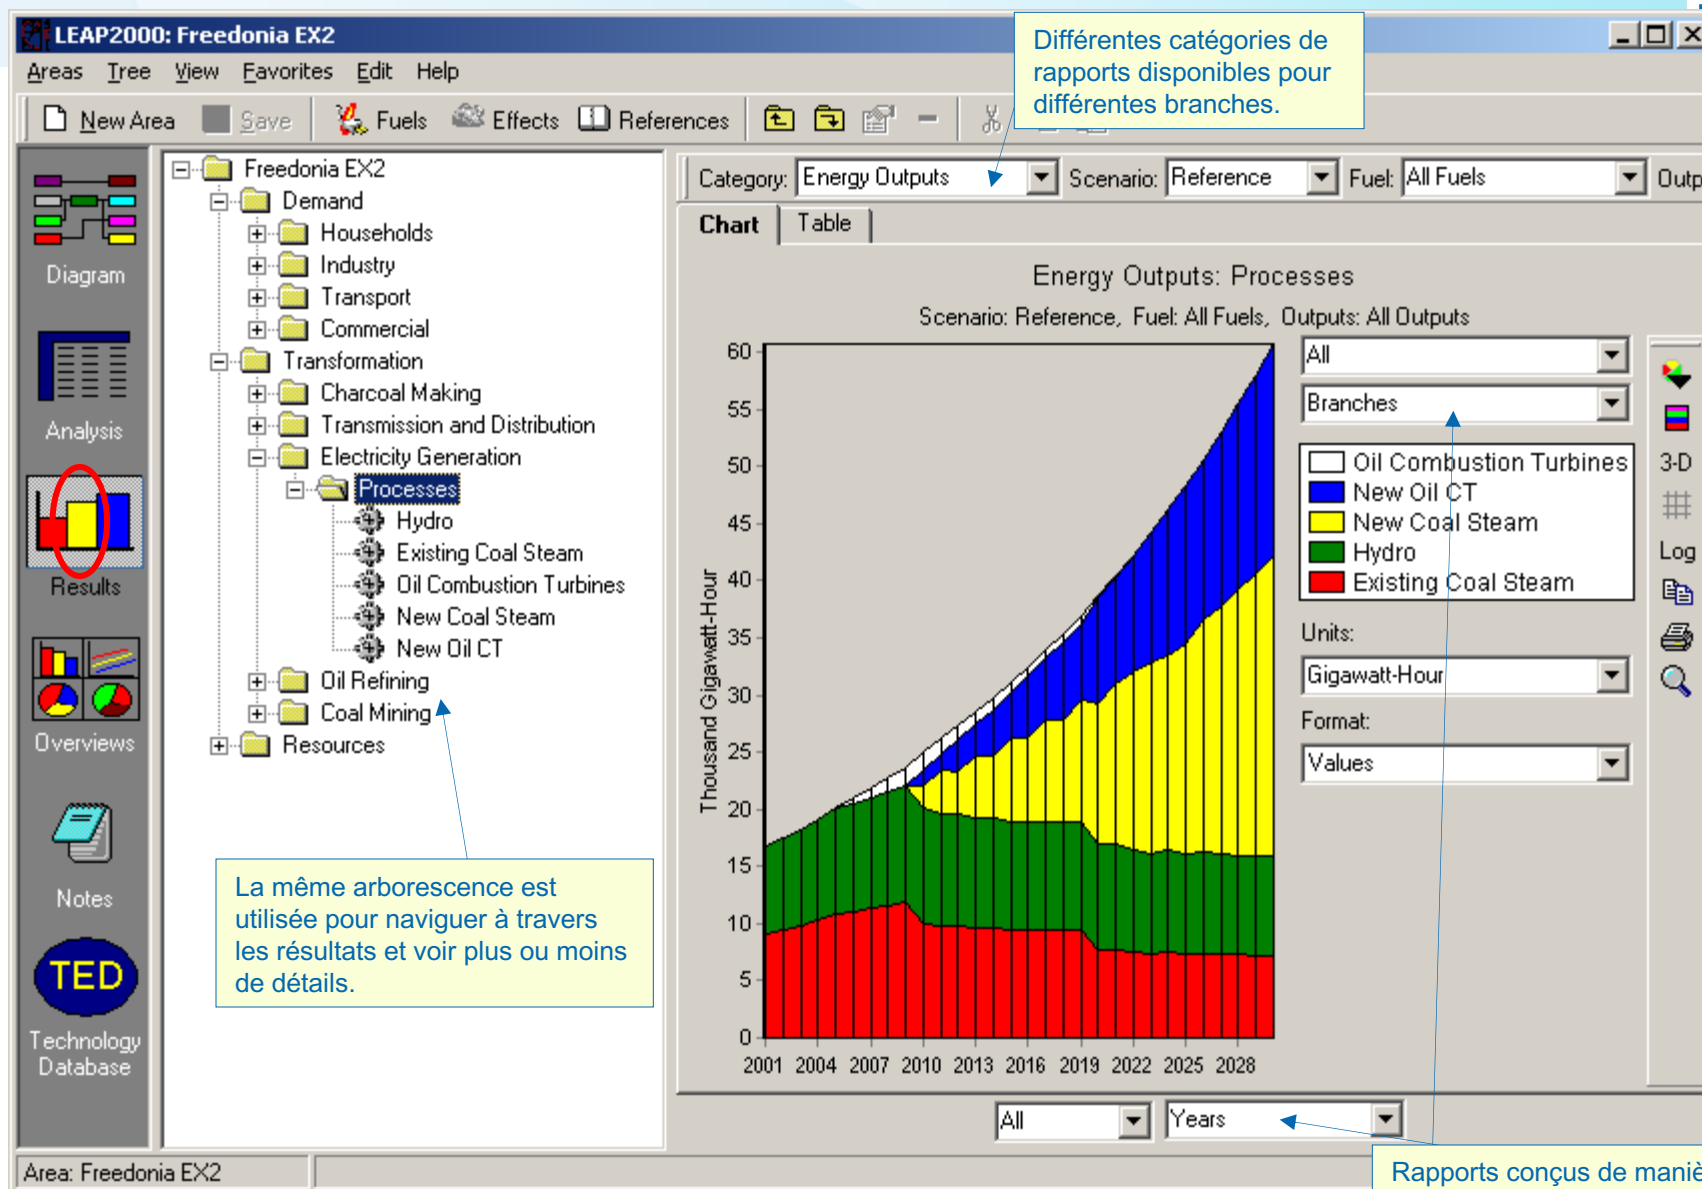 LEAP2000: Freedonia EX2
Areas Tree View Favorites Edit Help
New Area Save Fuels Effects References
Différentes catégories de
rapports disponibles pour
différentes branches.
Diagram
Analysis
Results
Overviews
Notes
TED
Technology
Database
Freedonia EX2
Demand
Households
Industry
Transport
Commercial
Transformation
Charcoal Making
Transmission and Distribution
Electricity Generation
Processes
Hydro
Existing Coal Steam
Oil Combustion Turbines
New Coal Steam
New Oil CT
Oil Refining
Coal Mining
Resources
La même arborescence est
utilisée pour naviguer à travers
les résultats et voir plus ou moins
de détails.
Category: Energy Outputs Scenario: Reference Fuel: All Fuels Outp
Chart Table
Energy Outputs: Processes
Scenario: Reference, Fuel: All Fuels, Outputs: All Outputs
Thousand Gigawatt-Hour
60
55
50
45
40
35
30
25
20
15
10
5
0
2001 2004 2007 2010 2013 2016 2019 2022 2025 2028
All
Branches
Oil Combustion Turbines
New Oil CT
New Coal Steam
Hydro
Existing Coal Steam
Units:
Gigawatt-Hour
Format:
Values
3-D
Log
All Years
Rapports conçus de maniè
Area: Freedonia EX2